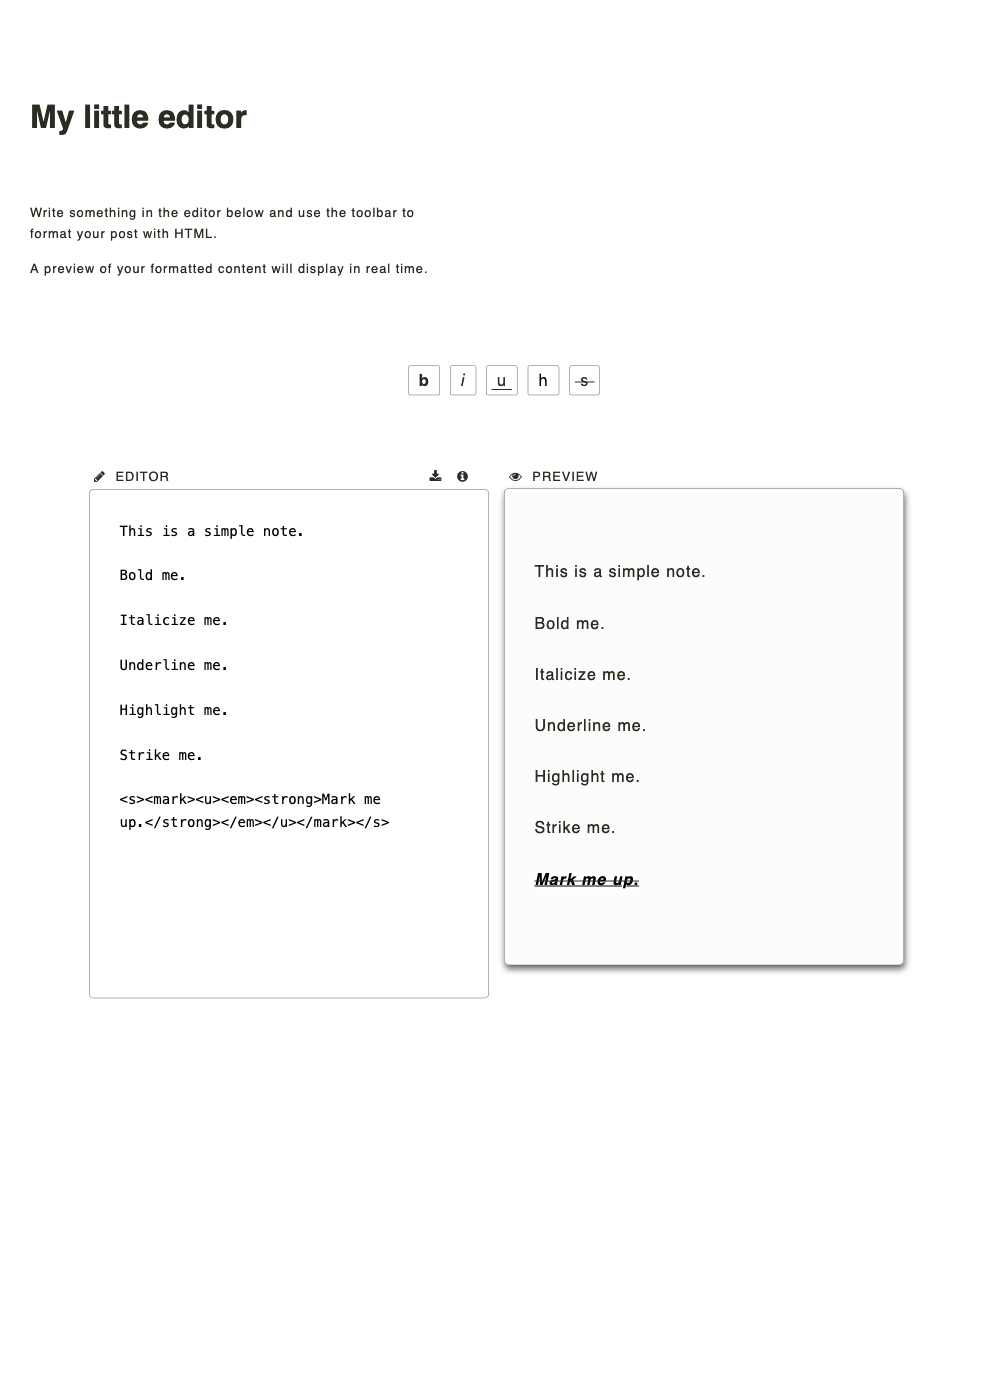 My little editor
Write something in the editor below and use the toolbar to
format your post with HTML.
A preview of your formatted content will display in real time.
b i u h s
EDITOR
This is a simple note.
Bold me.
Italicize me.
Underline me.
Highlight me.
Strike me.
<s><mark><u><em><strong>Mark me
up.</strong></em></u></mark></s>
PREVIEW
This is a simple note.
Bold me.
Italicize me.
Underline me.
Highlight me.
Strike me.
Mark me up.